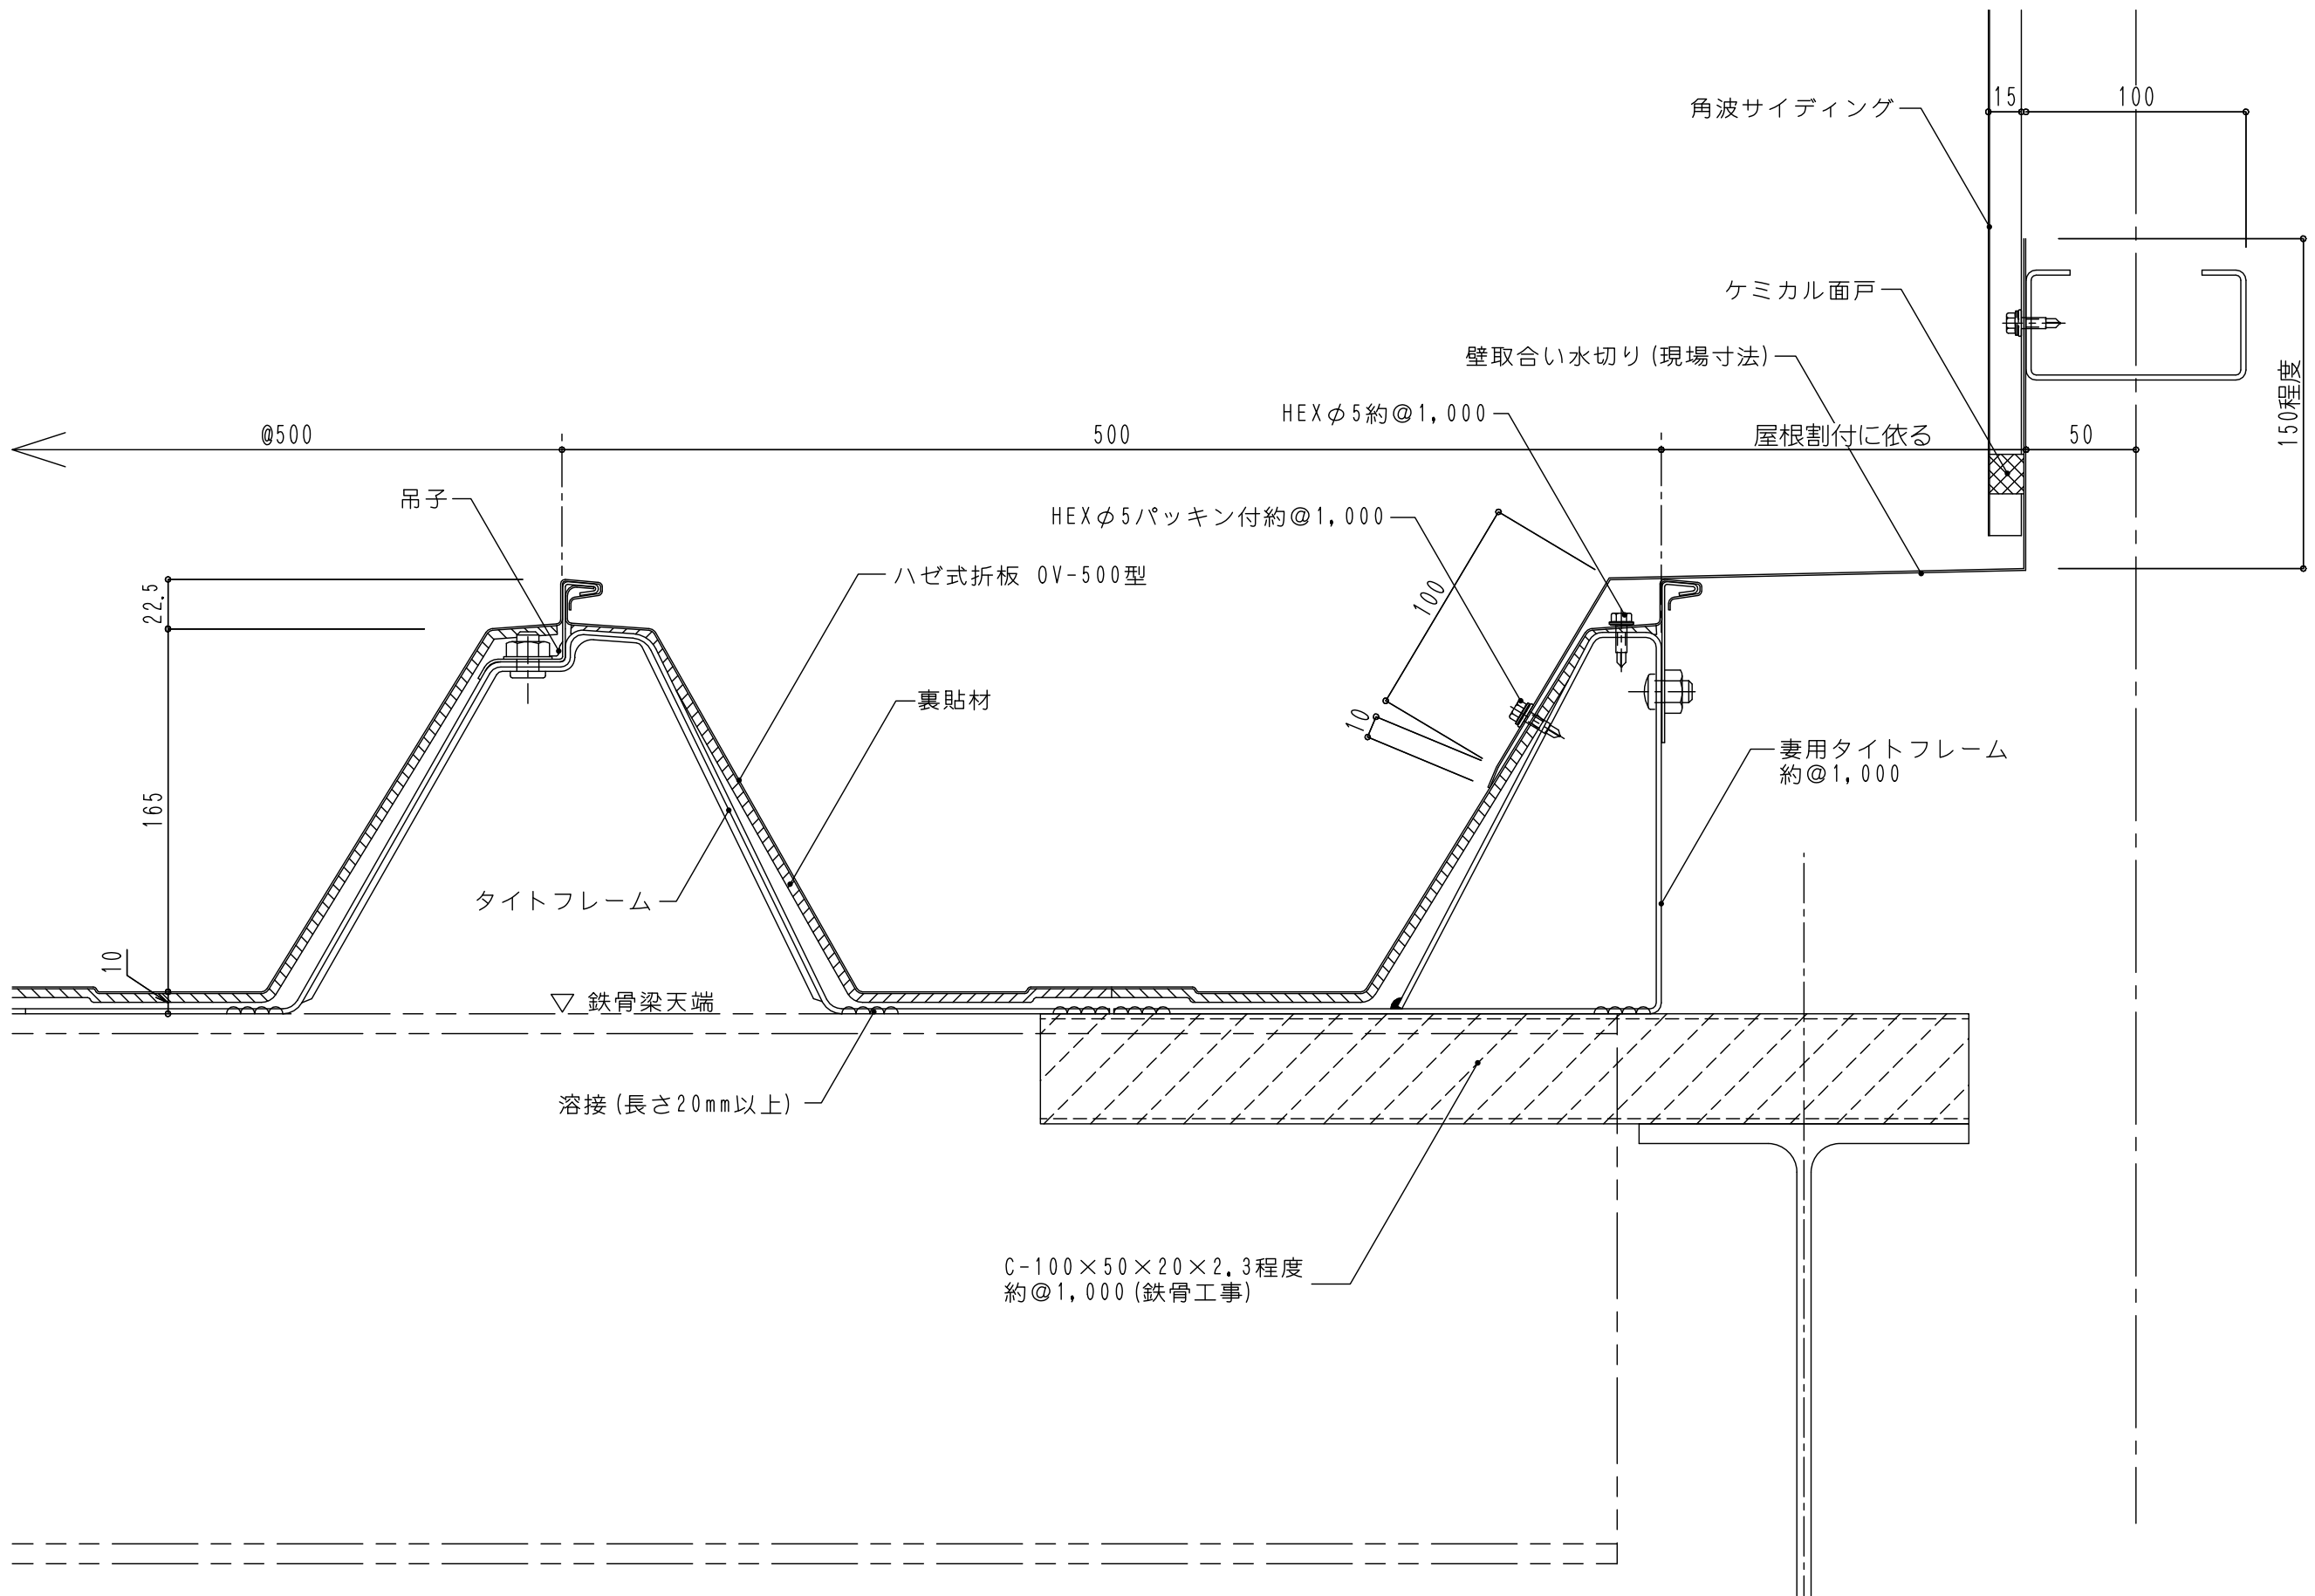 15
100
角波サイディング
ケミカル面戸
壁取合い水切り(現場寸法)
150程度
HEXφ5約@1,000
@500
500
屋根割付に依る
50
吊子
HEXφ5パッキン付約@1,000
ハゼ式折板 OV-500型
22.5
100
裏貼材
10
妻用タイトフレーム
約@1,000
165
タイトフレーム
10
▽ 鉄骨梁天端
溶接(長さ20mm以上)
C-100×50×20×2.3程度
約@1,000(鉄骨工事)